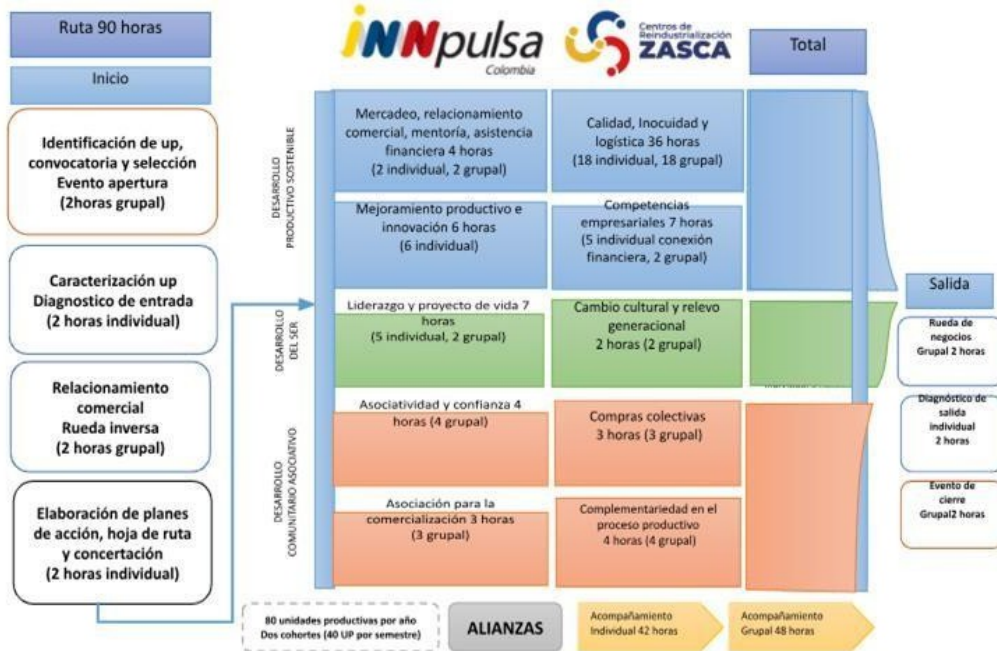 Ruta 90 horas
Inicio
Identificación de up,
convocatoria y selección
Evento apertura
(2horas grupal)
Caracterización up
Diagnostico de entrada
(2 horas individual)
Relacionamiento
comercial
Rueda inversa
(2 horas grupal)
Elaboración de planes
de acción, hoja de ruta
y concertación
(2 horas individual)
iNNpulsa
Colombia
Centros de
Reindustrialización
ZASCA
Total
DESARROLLO
PRODUCTIVO SOSTENIBLE
Mercadeo, relacionamiento
comercial, mentoría, asistencia
financiera 4 horas
(2 individual, 2 grupal)
Calidad, Inocuidad y
logística 36 horas
(18 individual, 18 grupal)
Mejoramiento productivo e
innovación 6 horas
(6 individual)
Competencias
empresariales 7 horas
(5 individual conexión
financiera, 2 grupal)
DESARROLLO
DEL SER
Liderazgo y proyecto de vida 7
horas
(5 individual, 2 grupal)
Cambio cultural y relevo
generacional
2 horas (2 grupal)
DESARROLLO
COMUNITARIO ASOCIATIVO
Asociatividad y confianza 4
horas (4 grupal)
Compras colectivas
3 horas (3 grupal)
Asociación para la
comercialización 3 horas
(3 grupal)
Complementariedad en el
proceso productivo
4 horas (4 grupal)
Salida
Rueda de
negocios
Grupal 2 horas
Diagnóstico de
salida
individual
2 horas
Evento de
cierre
Grupal2 horas
80 unidades productivas por año
Dos cohortes (40 UP por semestre)
ALIANZAS
Acompañamiento
Individual 42 horas
Acompañamiento
Grupal 48 horas